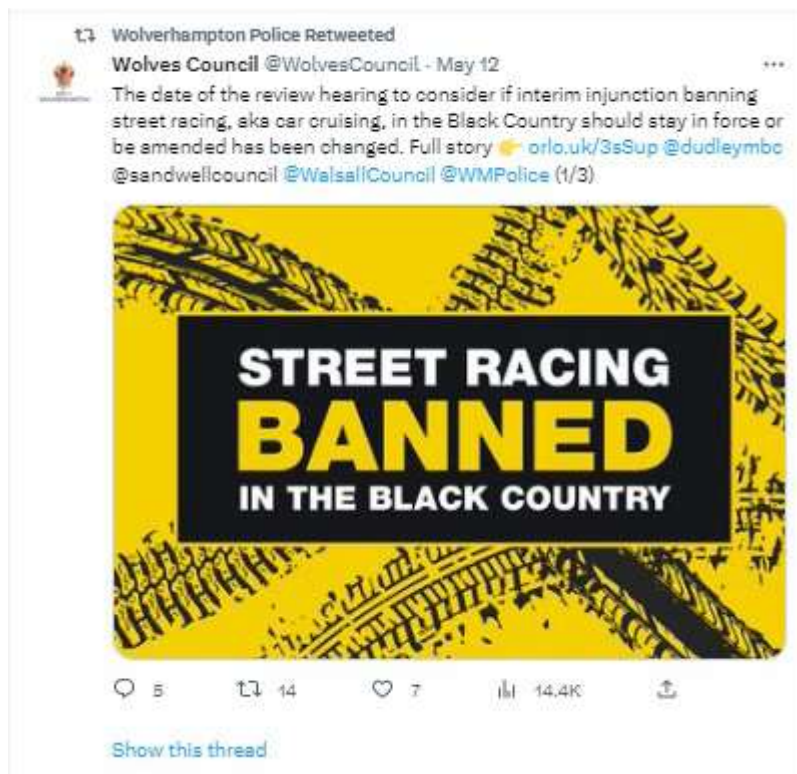 Wolverhampton Police Retweeted
Wolves Council @WolvesCouncil · May 12
The date of the review hearing to consider if interim injunction banning
street racing, aka car cruising, in the Black Country should stay in force or
be amended has been changed. Full story 👉 orlo.uk/3sSup @dudleymbc
@sandwellcouncil @WalsallCouncil @WMPolice (1/3)
STREET RACING
BANNED
IN THE BLACK COUNTRY
5 14 7 14.4K
Show this thread